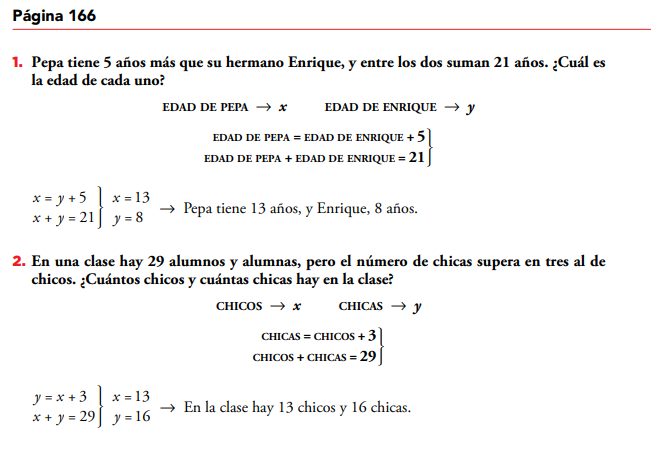 Página 166
1. Pepa tiene 5 años más que su hermano Enrique, y entre los dos suman 21 años. ¿Cuál es
la edad de cada uno?
EDAD DE PEPA → x EDAD DE ENRIQUE → y
EDAD DE PEPA = EDAD DE ENRIQUE + 5
EDAD DE PEPA + EDAD DE ENRIQUE = 21
x = y + 5 x = 13
x + y = 21 y = 8 → Pepa tiene 13 años, y Enrique, 8 años.
2. En una clase hay 29 alumnos y alumnas, pero el número de chicas supera en tres al de
chicos. ¿Cuántos chicos y cuántas chicas hay en la clase?
CHICOS → x CHICAS → y
CHICAS = CHICOS + 3
CHICOS + CHICAS = 29
y = x + 3 x = 13
x + y = 29 y = 16 → En la clase hay 13 chicos y 16 chicas.